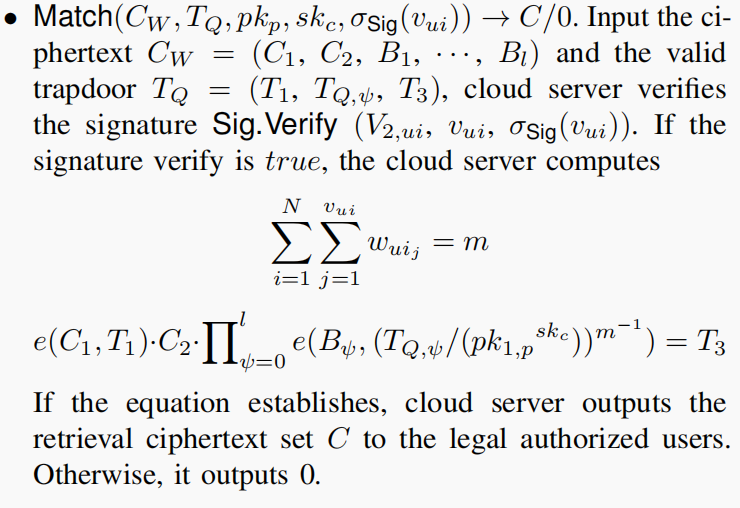 • Match(C_W, T_Q, pk_p, sk_c, σ_Sig(v_ui)) → C/0. Input the ci-
phertext C_W = (C_1, C_2, B_1, ⋯, B_l) and the valid
trapdoor T_Q = (T_1, T_{Q,ψ}, T_3), cloud server verifies
the signature Sig.Verify (V_{2,ui}, v_ui, σ_Sig(v_ui)). If the
signature verify is true, the cloud server computes
∑_{i=1}^{N} ∑_{j=1}^{v_ui} w_{ui_j} = m
e(C_1, T_1)·C_2·∏_{ψ=0}^{l} e(B_ψ, (T_{Q,ψ}/(pk_{1,p}^{sk_c}))^{m^{-1}}) = T_3
If the equation establishes, cloud server outputs the
retrieval ciphertext set C to the legal authorized users.
Otherwise, it outputs 0.